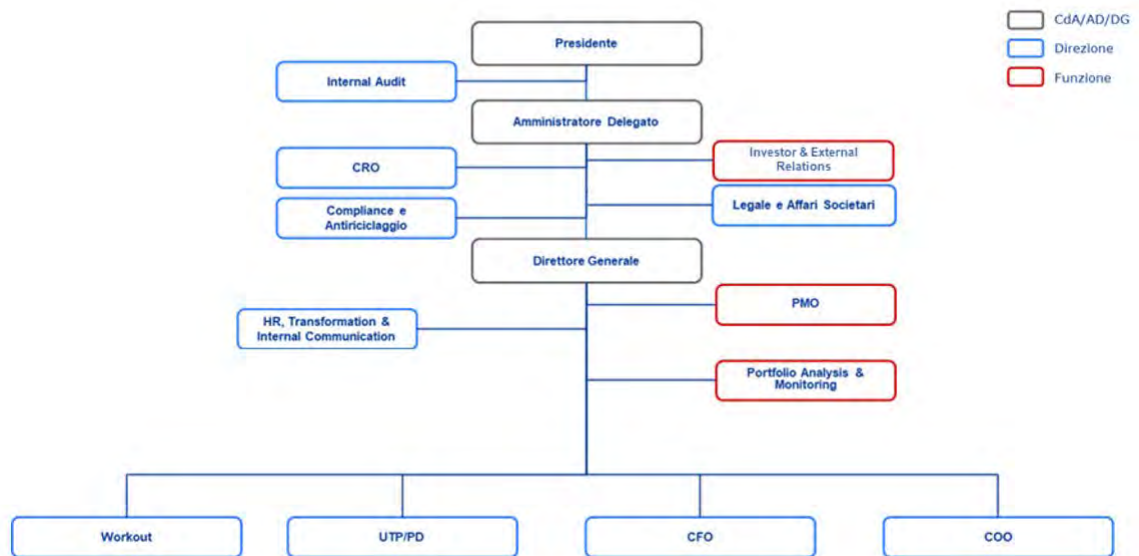 CdA/AD/DG
Direzione
Funzione
Presidente
Internal Audit
Amministratore Delegato
Investor & External
Relations
CRO
Legale e Affari Societari
Compliance e
Antiriciclaggio
Direttore Generale
PMO
HR, Transformation &
Internal Communication
Portfolio Analysis &
Monitoring
Workout
UTP/PD
CFO
COO